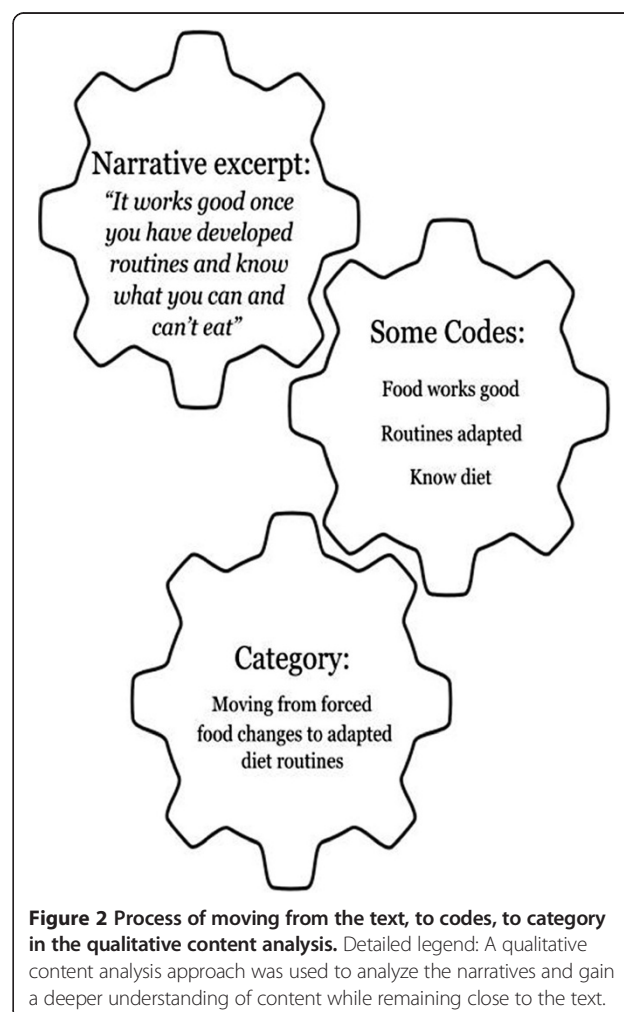 Narrative excerpt:
“It works good once
you have developed
routines and know
what you can and
can’t eat”
Some Codes:
Food works good
Routines adapted
Know diet
Category:
Moving from forced
food changes to adapted
diet routines
Figure 2 Process of moving from the text, to codes, to category
in the qualitative content analysis. Detailed legend: A qualitative
content analysis approach was used to analyze the narratives and gain
a deeper understanding of content while remaining close to the text.